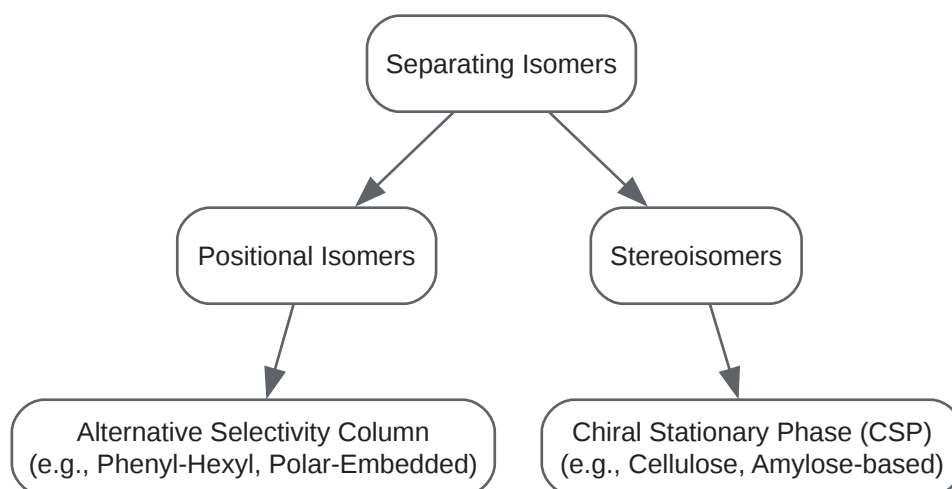 Separating Isomers
Positional Isomers
Stereoisomers
Alternative Selectivity Column
(e.g., Phenyl-Hexyl, Polar-Embedded)
Chiral Stationary Phase (CSP)
(e.g., Cellulose, Amylose-based)